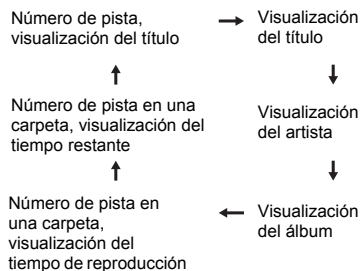 Número de pista,
visualización del título
Visualización
del título
Número de pista en una
carpeta, visualización del
tiempo restante
Visualización
del artista
Número de pista en
una carpeta,
visualización del
tiempo de reproducción
Visualización
del álbum